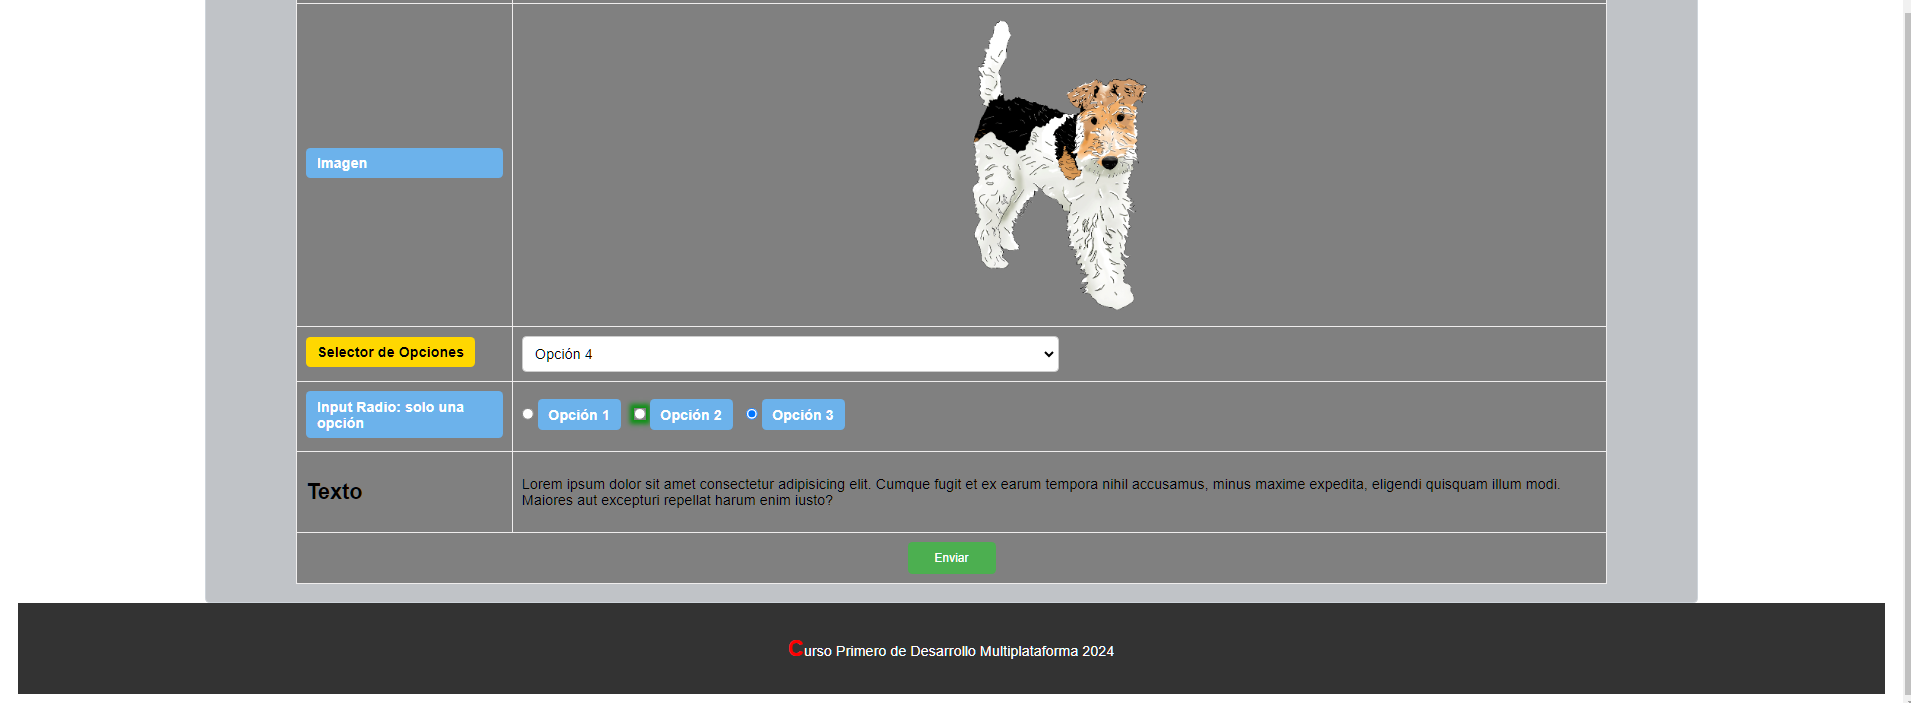 Imagen
Selector de Opciones
Opción 4
Input Radio: solo una
opción
Opción 1
Opción 2
Opción 3
Texto
Lorem ipsum dolor sit amet consectetur adipisicing elit. Cumque fugit et ex earum tempora nihil accusamus, minus maxime expedita, eligendi quisquam illum modi.
Maiores aut excepturi repellat harum enim iusto?
Enviar
Curso Primero de Desarrollo Multiplataforma 2024